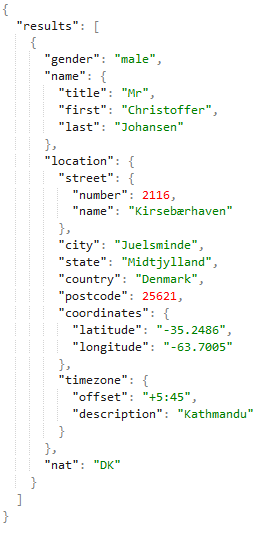 {
  "results": [
    {
      "gender": "male",
      "name": {
        "title": "Mr",
        "first": "Christoffer",
        "last": "Johansen"
      },
      "location": {
        "street": {
          "number": 2116,
          "name": "Kirsebærhaven"
        },
        "city": "Juelsminde",
        "state": "Midtjylland",
        "country": "Denmark",
        "postcode": 25621,
        "coordinates": {
          "latitude": "-35.2486",
          "longitude": "-63.7005"
        },
        "timezone": {
          "offset": "+5:45",
          "description": "Kathmandu"
        }
      },
      "nat": "DK"
    }
  ]
}